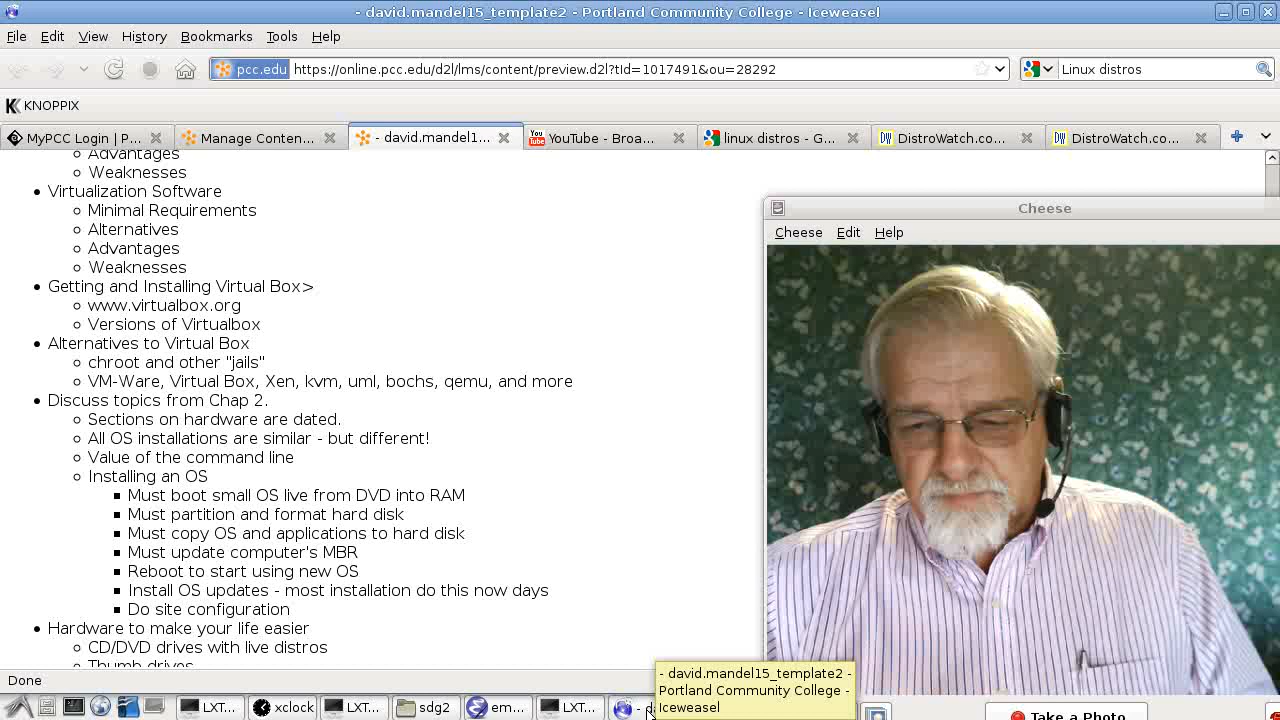 - david.mandel15_template2 - Portland Community College - Iceweasel
File Edit View History Bookmarks Tools Help
pcc.edu https://online.pcc.edu/d2l/lms/content/preview.d2l?tId=1017491&ou=28292 Linux distros
KNOPPIX
MyPCC Login | P... Manage Conten... - david.mandel1... You Tube YouTube - Broa... linux distros - G... DW DistroWatch.co... DW DistroWatch.co...
Advantages
Weaknesses
Virtualization Software
Minimal Requirements
Alternatives
Advantages
Weaknesses
Getting and Installing Virtual Box>
www.virtualbox.org
Versions of Virtualbox
Alternatives to Virtual Box
chroot and other "jails"
VM-Ware, Virtual Box, Xen, kvm, uml, bochs, qemu, and more
Discuss topics from Chap 2.
Sections on hardware are dated.
All OS installations are similar - but different!
Value of the command line
Installing an OS
Must boot small OS live from DVD into RAM
Must partition and format hard disk
Must copy OS and applications to hard disk
Must update computer's MBR
Reboot to start using new OS
Install OS updates - most installation do this now days
Do site configuration
Hardware to make your life easier
CD/DVD drives with live distros
Thumb drives
Cheese
Cheese Edit Help
Done
- david.mandel15_template2 -
Portland Community College -
Iceweasel
LXT... xclock LXT... sdg2 em... LXT...
Take a Photo